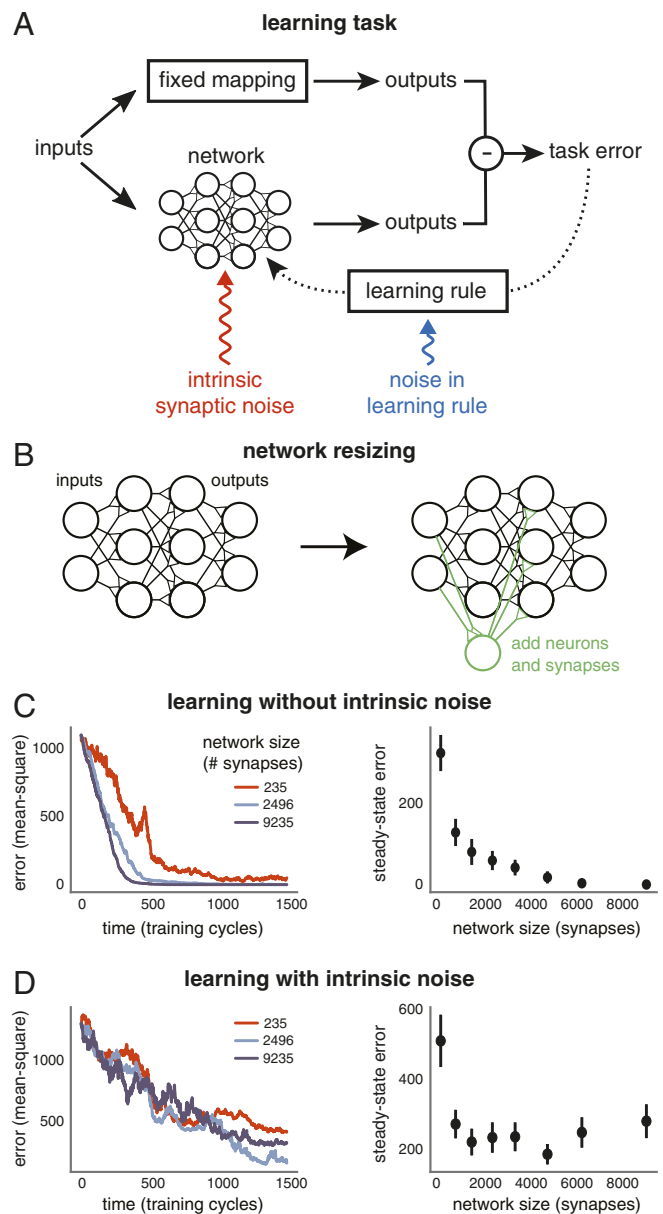 A
learning task
fixed mapping
outputs
inputs
network
-
task error
outputs
learning rule
intrinsic
synaptic noise
noise in
learning rule
B
network resizing
inputs
outputs
add neurons
and synapses
C
learning without intrinsic noise
error (mean-square)
1000
500
0
network size
(# synapses)
235
2496
9235
0 500 1000 1500
time (training cycles)
steady-state error
200
0
0 2000 4000 6000 8000
network size (synapses)
D
learning with intrinsic noise
error (mean-square)
1000
500
235
2496
9235
0 500 1000 1500
time (training cycles)
steady-state error
600
400
200
0 2000 4000 6000 8000
network size (synapses)